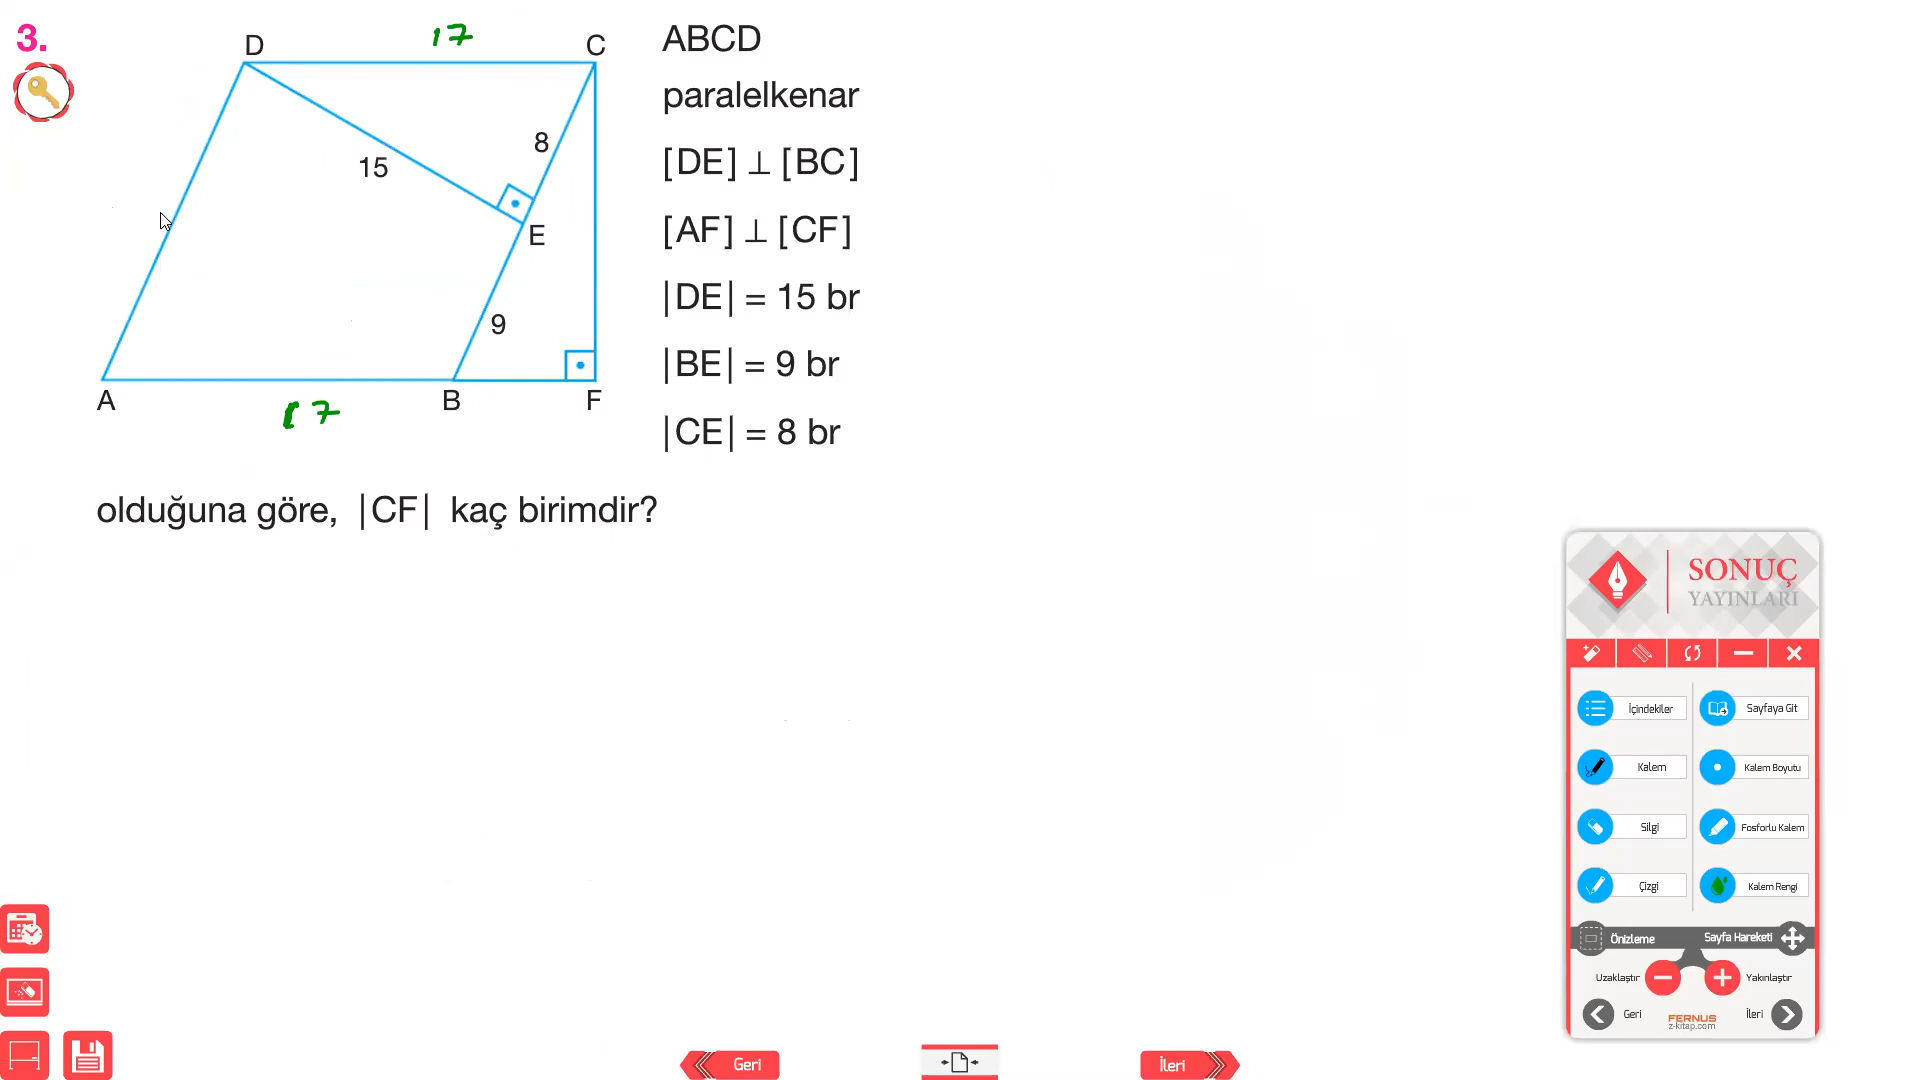 3.
D
17
C
ABCD
paralelkenar
8
15
[DE] ⊥ [BC]
E
[AF] ⊥ [CF]
|DE| = 15 br
9
|BE| = 9 br
A
17
B
F
|CE| = 8 br
olduğuna göre, |CF| kaç birimdir?
SONUÇ
YAYINLARI
İçindekiler
Sayfaya Git
Kalem
Kalem Boyutu
Silgi
Fosforlu Kalem
Çizgi
Kalem Rengi
Önizleme
Sayfa Hareketi
Uzaklaştır
Yakınlaştır
Geri
FERNUS
z-kitap.com
İleri
Geri
İleri